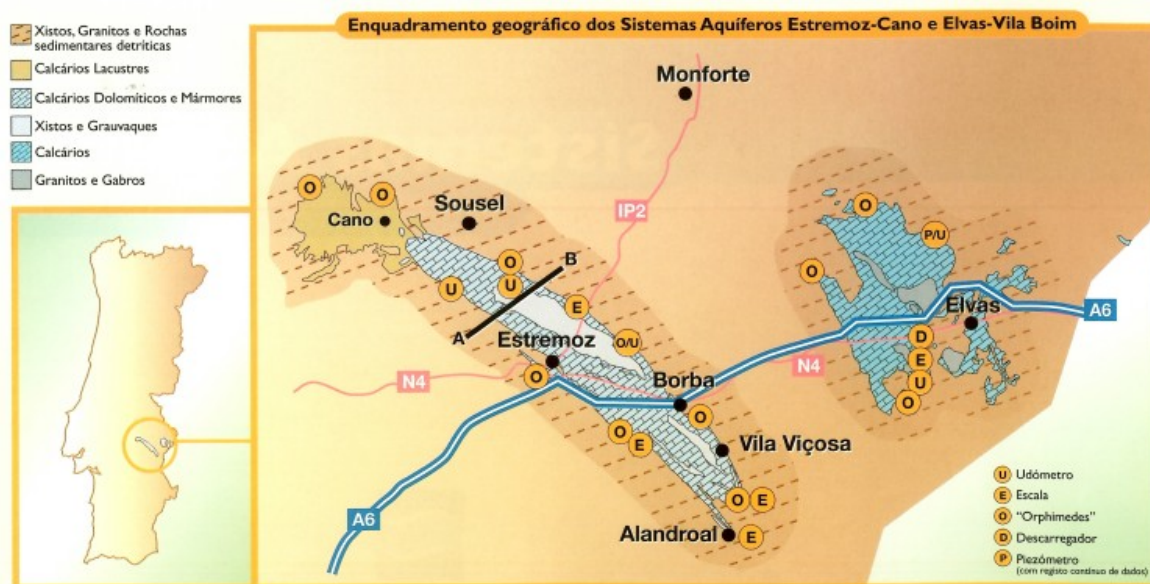 Enquadramento geográfico dos Sistemas Aquíferos Estremoz-Cano e Elvas-Vila Boim
Xistos, Granitos e Rochas
sedimentares detríticas
Calcários Lacustres
Calcários Dolomíticos e Mármores
Xistos e Grauvaques
Calcários
Granitos e Gabros
Monforte
O
O
Cano
Sousel
IP2
O
P/U
O
U
O
U
B
E
A
Elvas
A6
Estremoz
O/U
D
N4
O
Borba
N4
E
U
O
O
O
E
Vila Viçosa
A6
O
E
Alandroal
E
U
Udómetro
E
Escala
O
"Orphimedes"
D
Descarregador
P
Piezómetro
(com registo contínuo de dados)